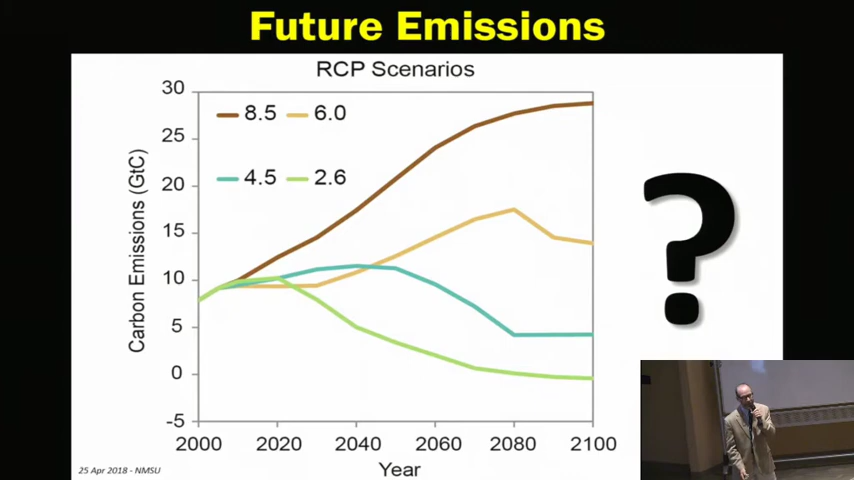 Future Emissions
RCP Scenarios
30
8.5
6.0
25
4.5
2.6
20
15
10
5
0
-5
Carbon Emissions (GtC)
2000 2020 2040 2060 2080 2100
Year
25 Apr 2018 - NMSU
?